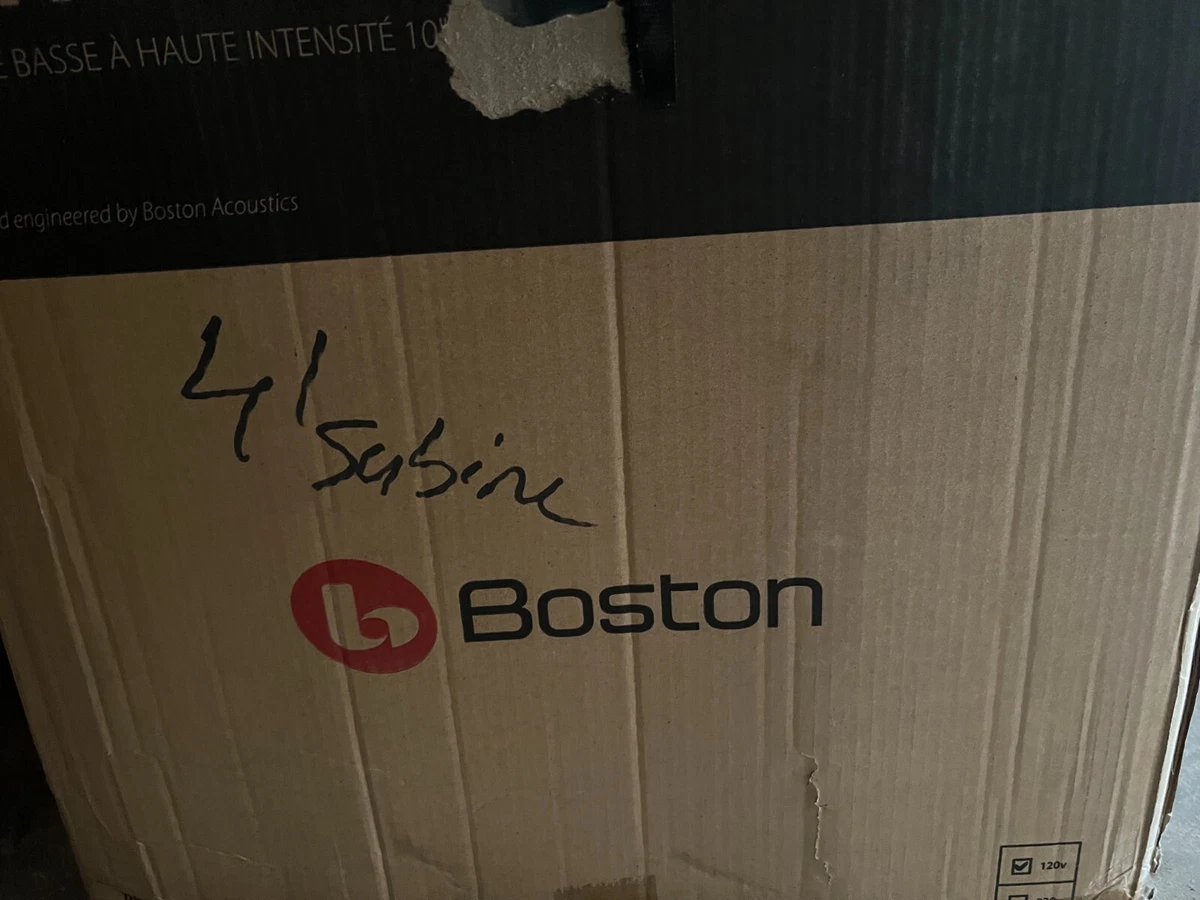 BASSE À HAUTE INTENSITÉ 10"
d engineered by Boston Acoustics
41
Sabine
b Boston
120v